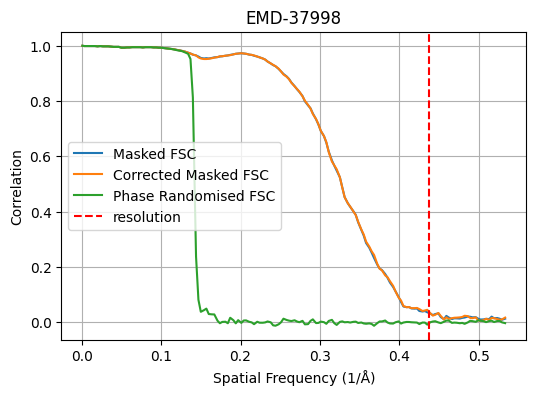 EMD-37998
1.0
0.8
0.6
0.4
0.2
0.0
Correlation
Masked FSC
Corrected Masked FSC
Phase Randomised FSC
resolution
0.0 0.1 0.2 0.3 0.4 0.5
Spatial Frequency (1/Å)